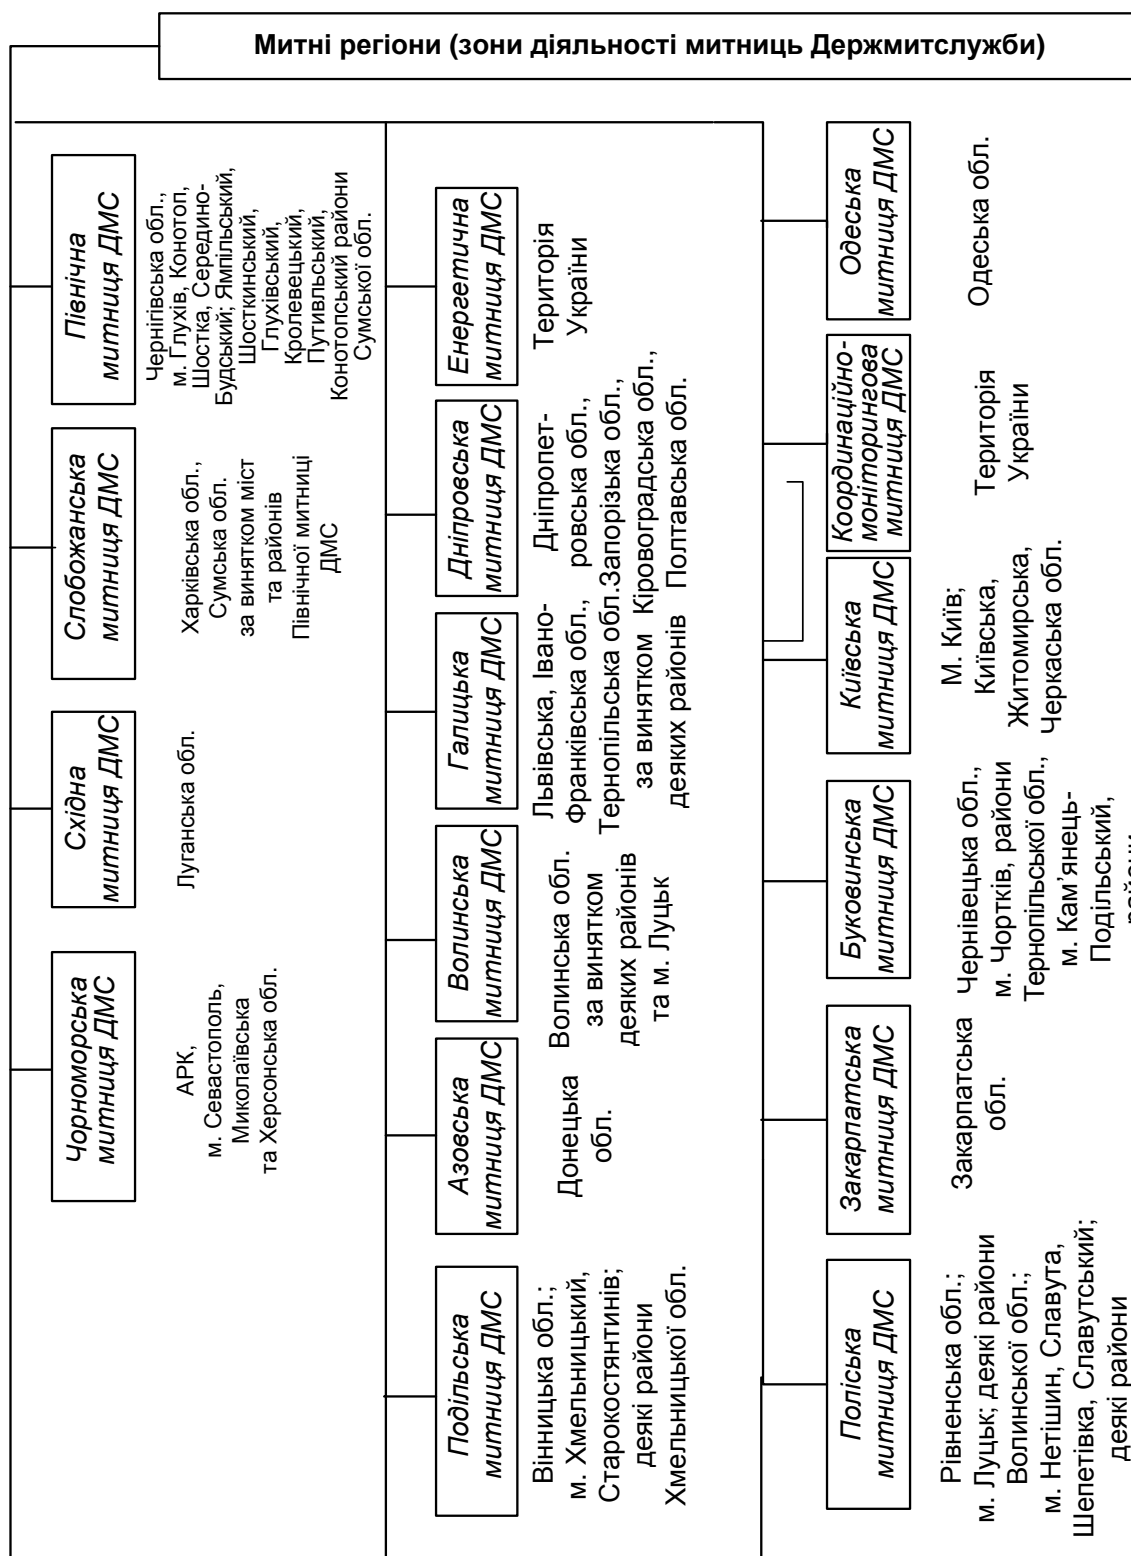 Митні регіони (зони діяльності митниць Держмитслужби)
Чорноморська
митниця ДМС
АРК,
м. Севастополь,
Миколаївська
та Херсонська обл.
Східна
митниця ДМС
Луганська обл.
Слобожанська
митниця ДМС
Харківська обл.,
Сумська обл.
за винятком міст
та районів
Північної митниці
ДМС
Північна
митниця ДМС
Чернігівська обл.,
м. Глухів, Конотоп,
Шостка, Середино-
Будський; Ямпільський,
Шосткинський,
Глухівський,
Кролевецький,
Путивльський,
Конотопський райони
Сумської обл.
Подільська
митниця ДМС
Вінницька обл.;
м. Хмельницький,
Старокостянтинів;
деякі райони
Хмельницької обл.
Азовська
митниця ДМС
Донецька
обл.
Волинська
митниця ДМС
Волинська обл.
за винятком
деяких районів
та м. Луцьк
Галицька
митниця ДМС
Львівська, Івано-
Франківська обл.,
Тернопільська обл.
за винятком
деяких районів
Дніпровська
митниця ДМС
Дніпропет-
ровська обл.,
Запорізька обл.,
Кіровоградська обл.,
Полтавська обл.
Енергетична
митниця ДМС
Територія
України
Поліська
митниця ДМС
Рівненська обл.;
м. Луцьк; деякі райони
Волинської обл.;
м. Нетішин, Славута,
Шепетівка, Славутський;
деякі райони
Закарпатська
митниця ДМС
Закарпатська
обл.
Буковинська
митниця ДМС
Чернівецька обл.,
м. Чортків, райони
Тернопільської обл.,
м. Кам’янець-
Подільський,
Київська
митниця ДМС
М. Київ;
Київська,
Житомирська,
Черкаська обл.
Координаційно-
моніторингова
митниця ДМС
Територія
України
Одеська
митниця ДМС
Одеська обл.